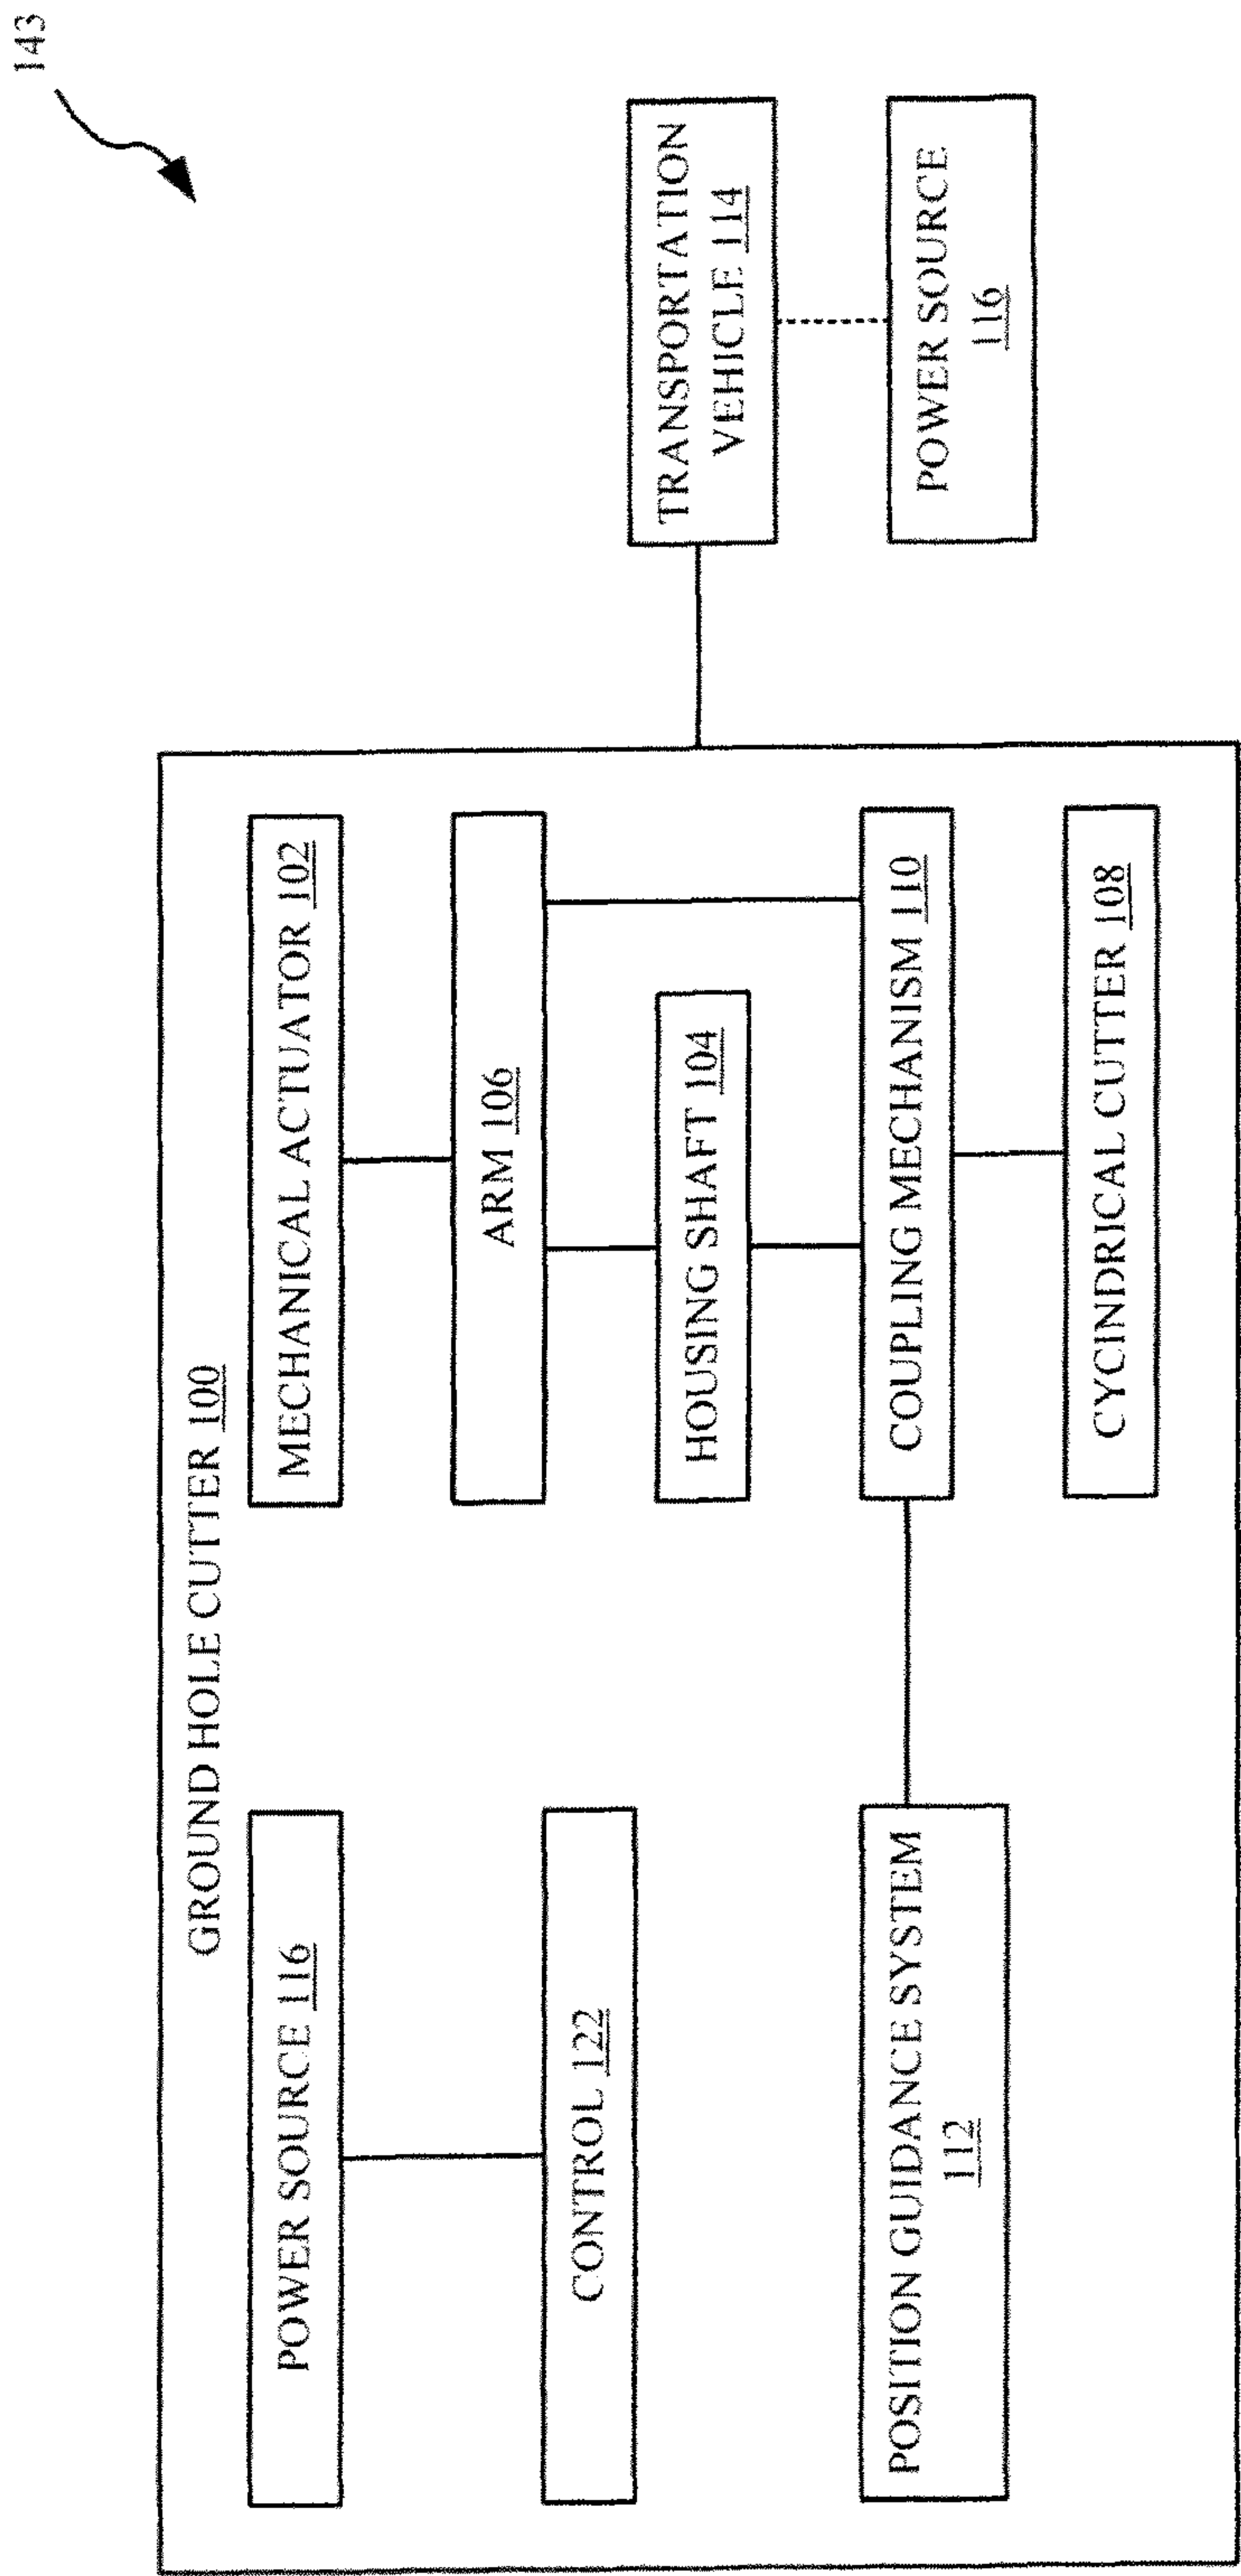 143
GROUND HOLE CUTTER 100
POWER SOURCE 116
CONTROL 122
POSITION GUIDANCE SYSTEM
112
MECHANICAL ACTUATOR 102
ARM 106
HOUSING SHAFT 104
COUPLING MECHANISM 110
CYCINDRICAL CUTTER 108
TRANSPORTATION
VEHICLE 114
POWER SOURCE
116